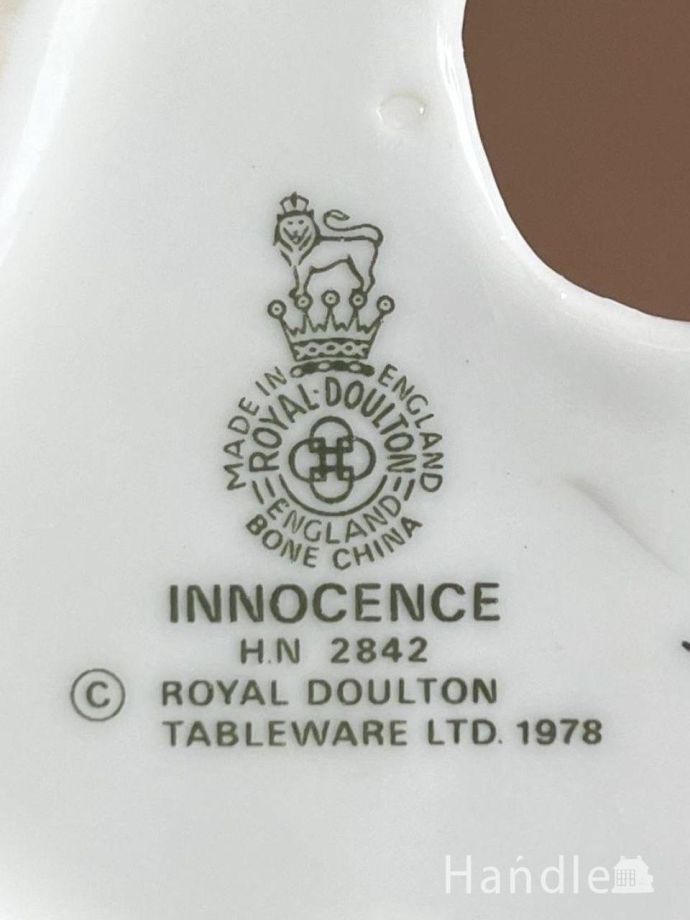 MADE IN ENGLAND
ROYAL·DOULTON
ENGLAND
BONE CHINA
INNOCENCE
H.N 2842
© ROYAL DOULTON
TABLEWARE LTD. 1978
Handle